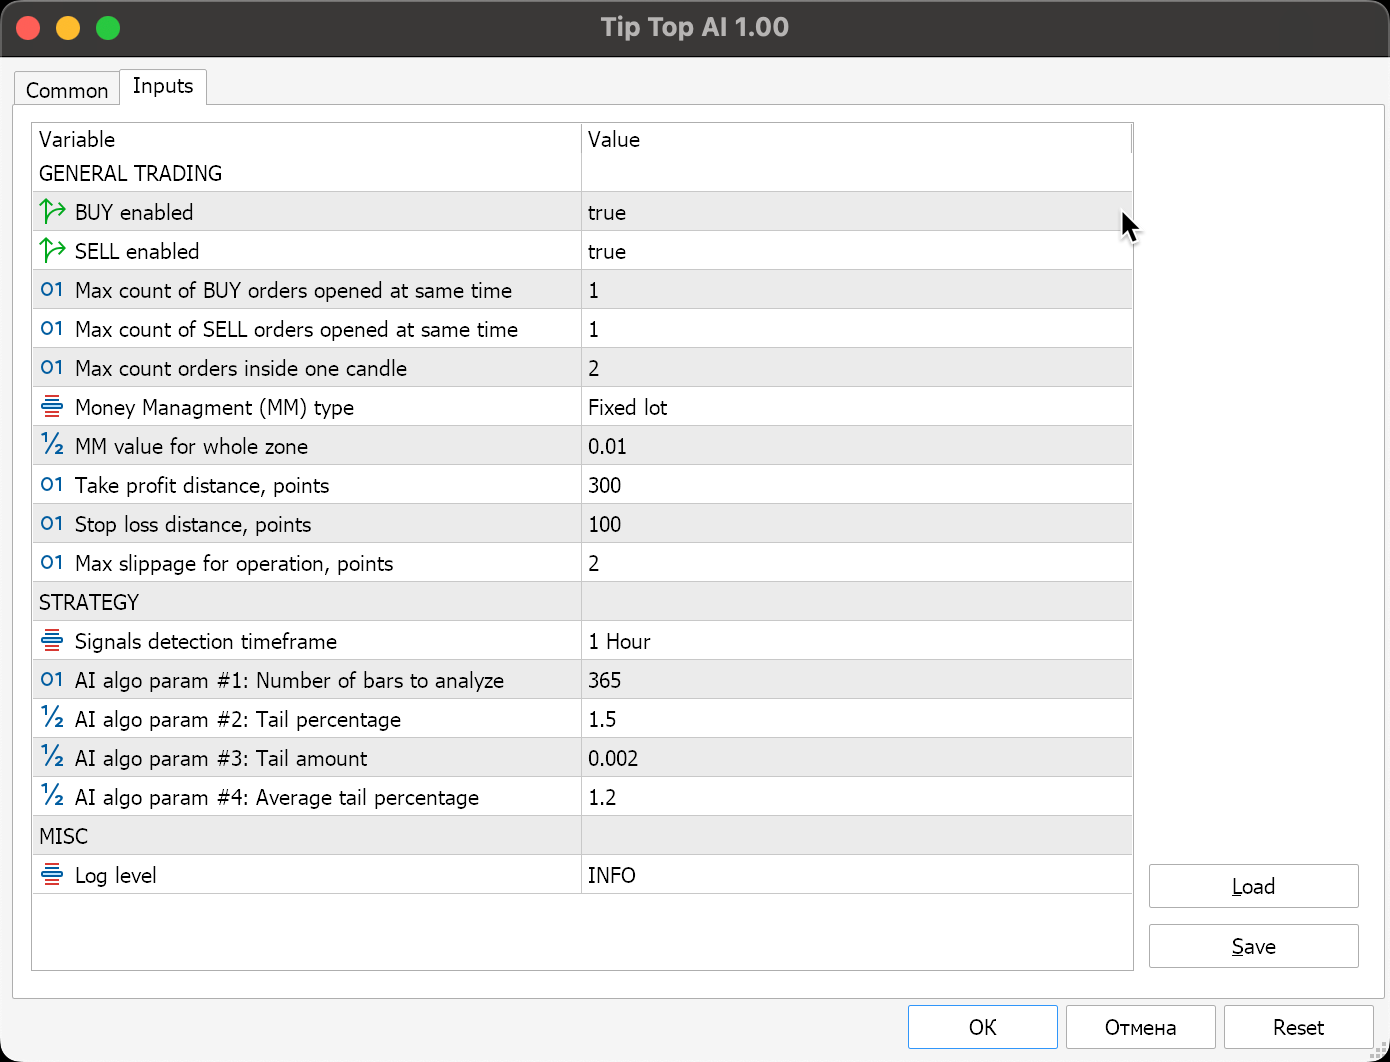 Tip Top AI 1.00
Common Inputs
Variable Value
GENERAL TRADING
BUY enabled true
SELL enabled true
01 Max count of BUY orders opened at same time 1
01 Max count of SELL orders opened at same time 1
01 Max count orders inside one candle 2
Money Managment (MM) type Fixed lot
½ MM value for whole zone 0.01
01 Take profit distance, points 300
01 Stop loss distance, points 100
01 Max slippage for operation, points 2
STRATEGY
Signals detection timeframe 1 Hour
01 AI algo param #1: Number of bars to analyze 365
½ AI algo param #2: Tail percentage 1.5
½ AI algo param #3: Tail amount 0.002
½ AI algo param #4: Average tail percentage 1.2
MISC
Log level INFO
Load
Save
OK Отмена Reset